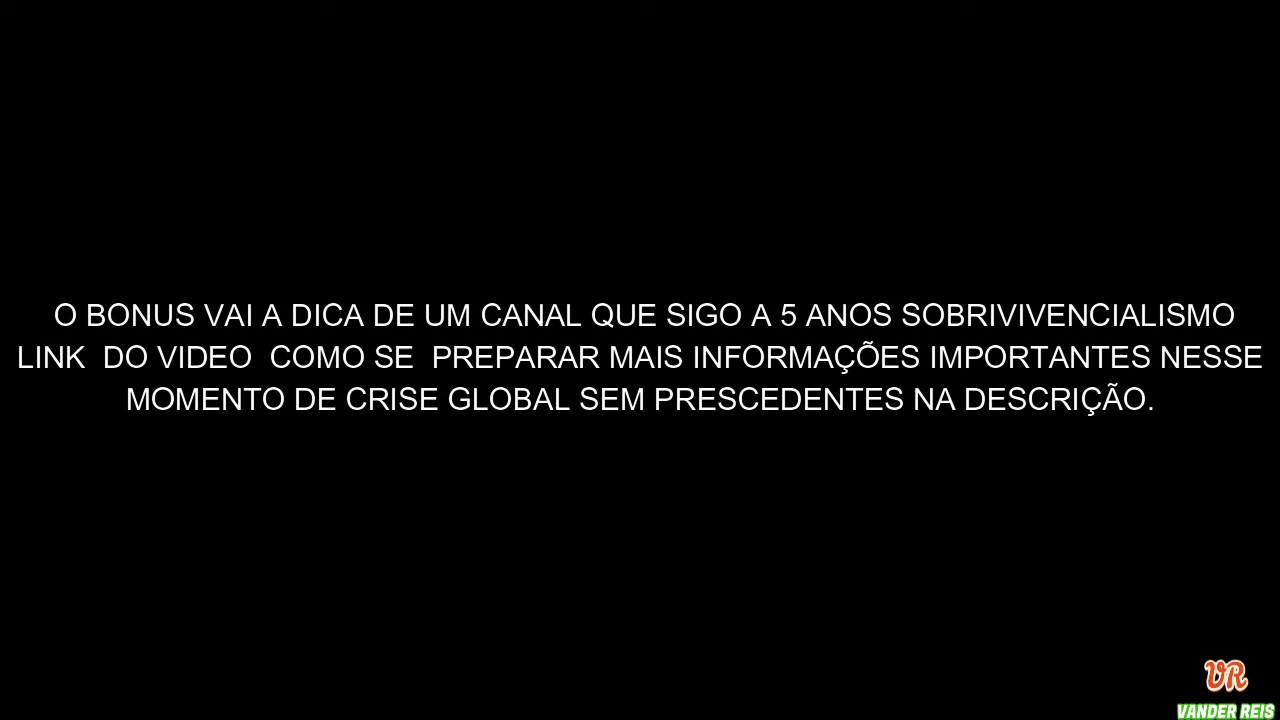 O BONUS VAI A DICA DE UM CANAL QUE SIGO A 5 ANOS SOBRIVIVENCIALISMO
LINK  DO VIDEO  COMO SE  PREPARAR MAIS INFORMAÇÕES IMPORTANTES NESSE
MOMENTO DE CRISE GLOBAL SEM PRESCEDENTES NA DESCRIÇÃO.
VR
VANDER REIS